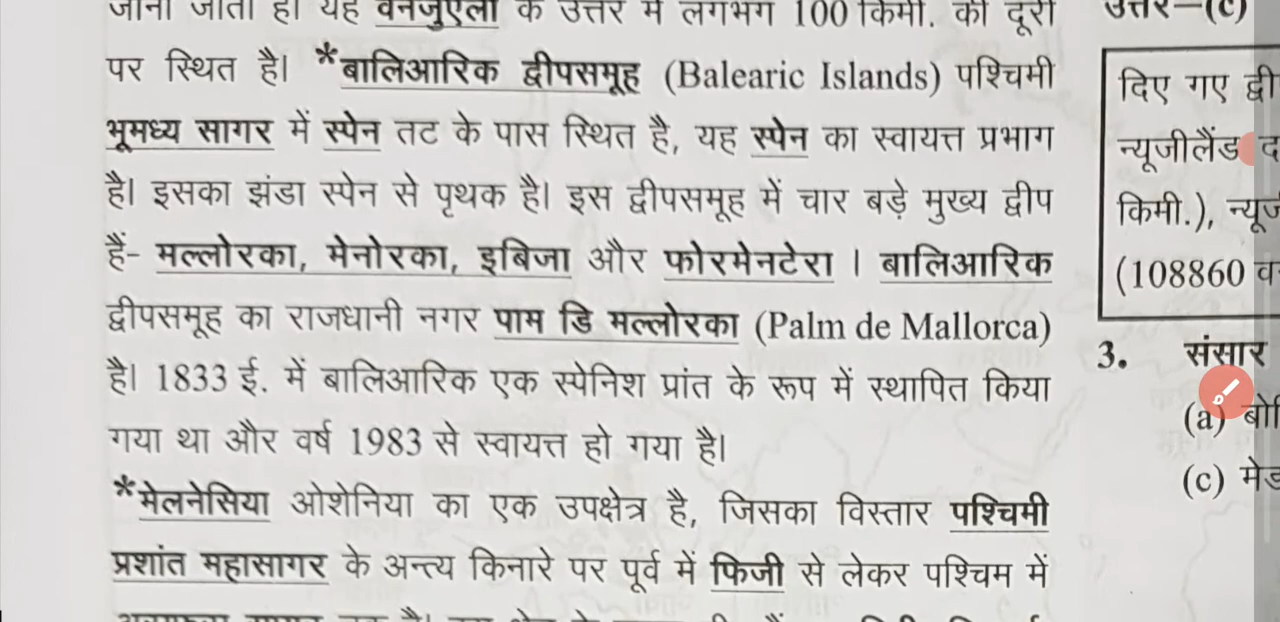 जाना जाता है। यह वेनेजुएला के उत्तर में लगभग 100 किमी. की दूरी
पर स्थित है। *बालिआरिक द्वीपसमूह (Balearic Islands) पश्चिमी
भूमध्य सागर में स्पेन तट के पास स्थित है, यह स्पेन का स्वायत्त प्रभाग
है। इसका झंडा स्पेन से पृथक है। इस द्वीपसमूह में चार बड़े मुख्य द्वीप
हैं- मल्लोरका, मेनोरका, इबिजा और फोरमेनटेरा । बालिआरिक
द्वीपसमूह का राजधानी नगर पाम डि मल्लोरका (Palm de Mallorca)
है। 1833 ई. में बालिआरिक एक स्पेनिश प्रांत के रूप में स्थापित किया
गया था और वर्ष 1983 से स्वायत्त हो गया है।
*मेलनेसिया ओशेनिया का एक उपक्षेत्र है, जिसका विस्तार पश्चिमी
प्रशांत महासागर के अन्त्य किनारे पर पूर्व में फिजी से लेकर पश्चिम में
उत्तर–(c)
दिए गए द्वी
न्यूजीलैंड द
किमी.), न्यूज
(108860 व
3. संसार
(a) बो
(c) मेड